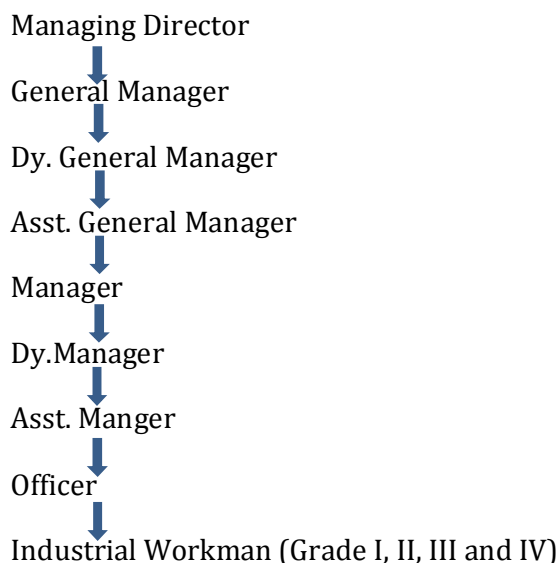 Managing Director
General Manager
Dy. General Manager
Asst. General Manager
Manager
Dy.Manager
Asst. Manger
Officer
Industrial Workman (Grade I, II, III and IV)